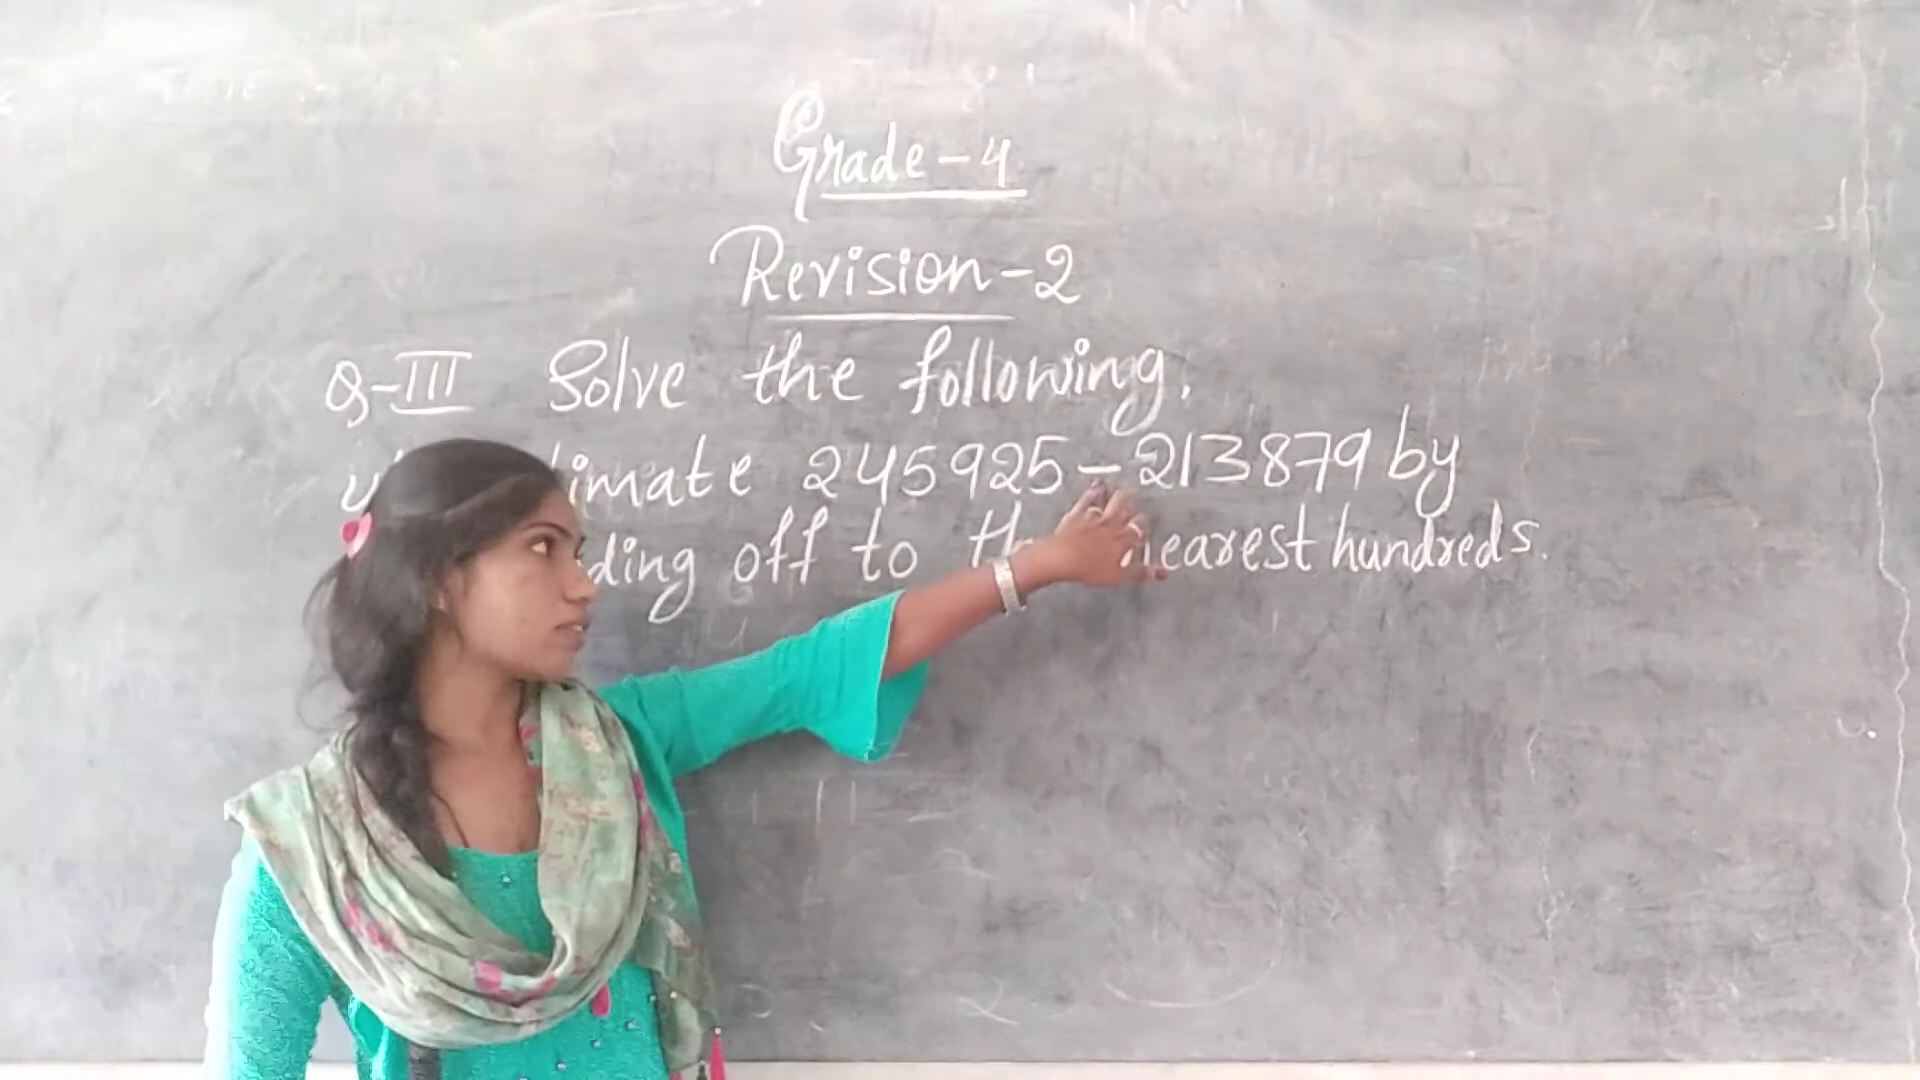 Grade-4
Revision-2
Q-III Solve the following.
imate 245925-213879 by
ding off to nearest hundreds.